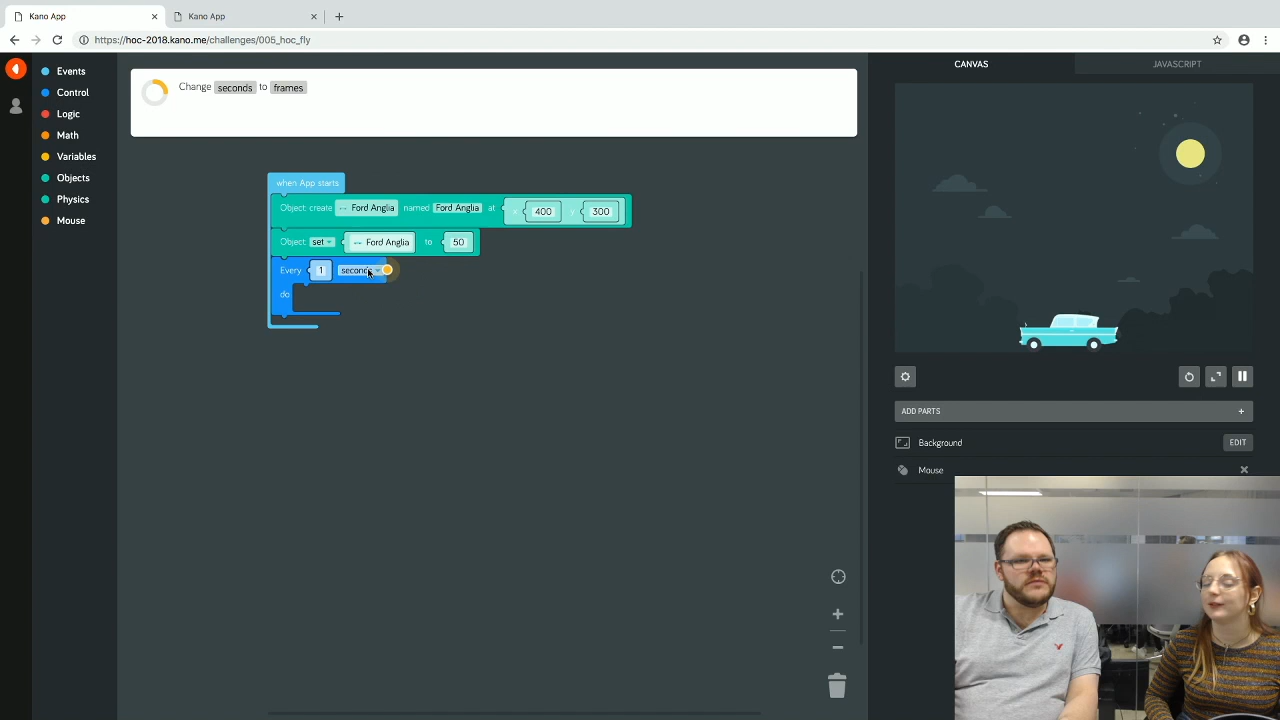 Kano App
Kano App
https://hoc-2018.kano.me/challenges/005_hoc_fly
Events
Control
Logic
Math
Variables
Objects
Physics
Mouse
Change seconds to frames
when App starts
Object: create Ford Anglia named Ford Anglia at x 400 y 300
Object: set Ford Anglia to 50
Every 1 seconds
do
CANVAS
JAVASCRIPT
ADD PARTS
Background
EDIT
Mouse